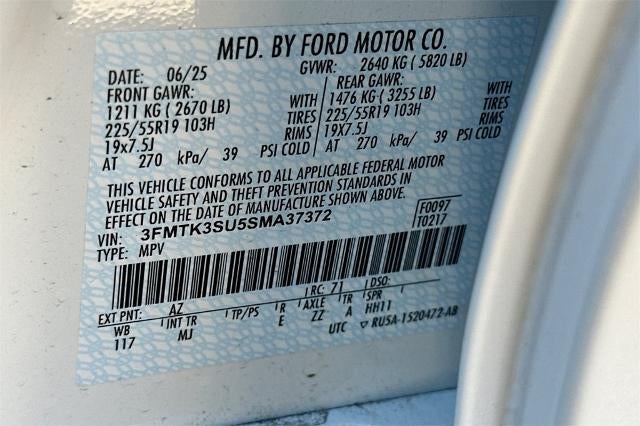 MFD. BY FORD MOTOR CO.
DATE: 06/25 GVWR: 2640 KG ( 5820 LB)
FRONT GAWR: REAR GAWR:
1211 KG ( 2670 LB) WITH 1476 KG ( 3255 LB) WITH
225/55R19 103H TIRES 225/55R19 103H TIRES
19x7.5J RIMS 19X7.5J RIMS
AT 270 kPa/ 39 PSI COLD AT 270 kPa/ 39 PSI COLD
THIS VEHICLE CONFORMS TO ALL APPLICABLE FEDERAL MOTOR
VEHICLE SAFETY AND THEFT PREVENTION STANDARDS IN
EFFECT ON THE DATE OF MANUFACTURE SHOWN ABOVE.
VIN: 3FMTK3SU5SMA37372 F0097
TYPE: MPV T0217
EXT PNT: AZ RC: 71 DSO:
WB INT TR TP/PS R AXLE TR SPR
117 MJ E ZZ A HH11
UTC ▽ RU5A-1520472-AB